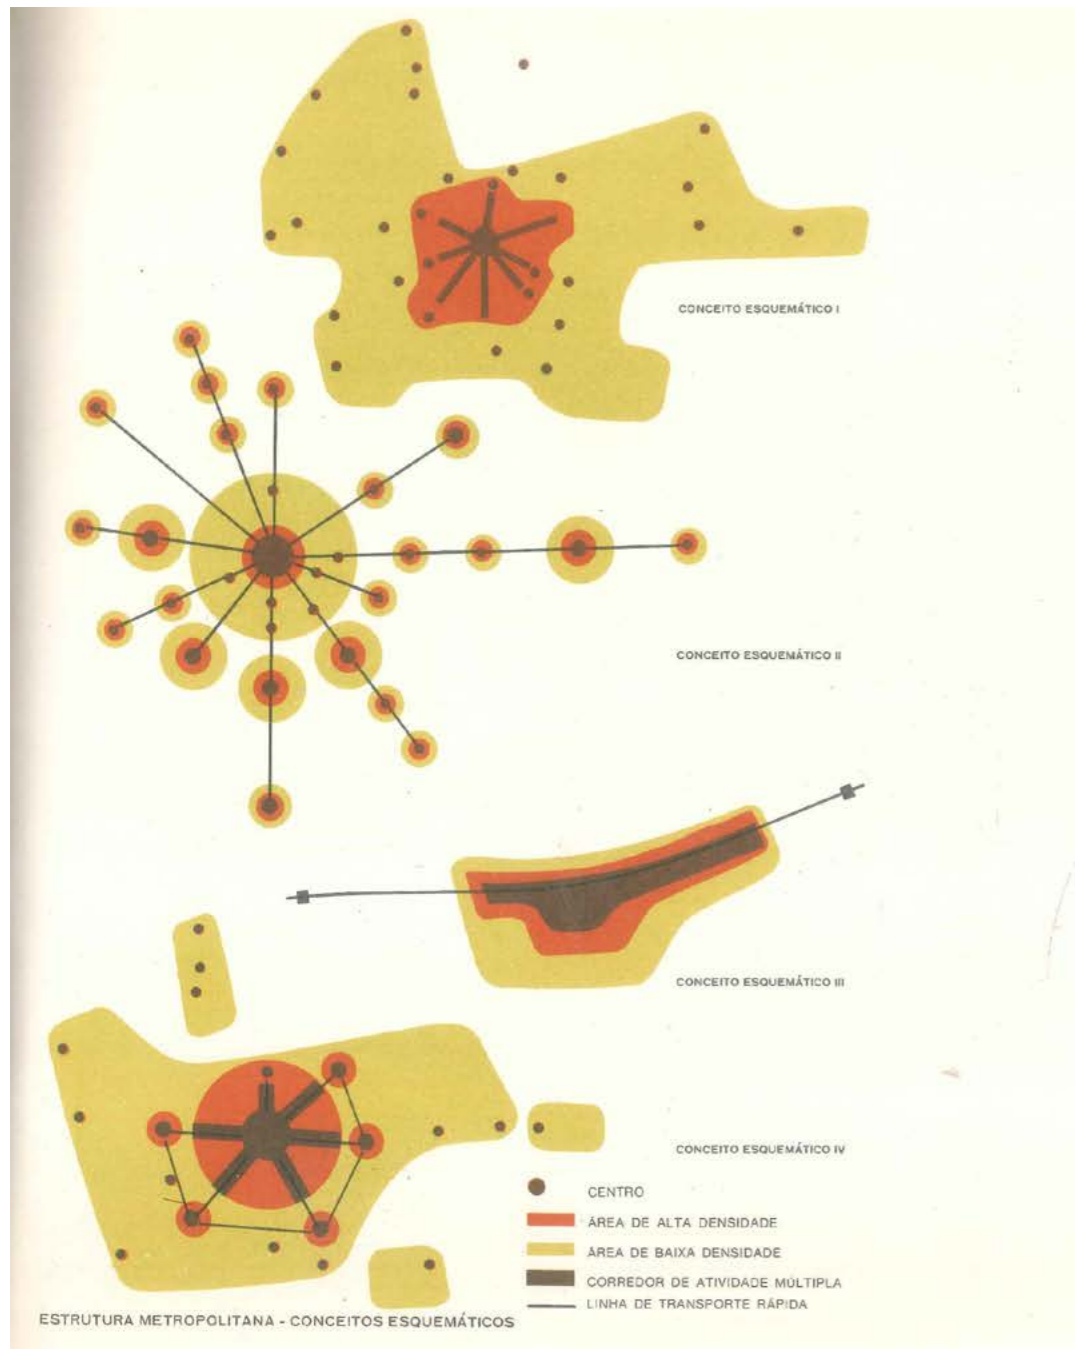 CONCEITO ESQUEMÁTICO I
CONCEITO ESQUEMÁTICO II
CONCEITO ESQUEMÁTICO III
CONCEITO ESQUEMÁTICO IV
CENTRO
ÁREA DE ALTA DENSIDADE
ÁREA DE BAIXA DENSIDADE
CORREDOR DE ATIVIDADE MÚLTIPLA
LINHA DE TRANSPORTE RÁPIDA
ESTRUTURA METROPOLITANA - CONCEITOS ESQUEMÁTICOS